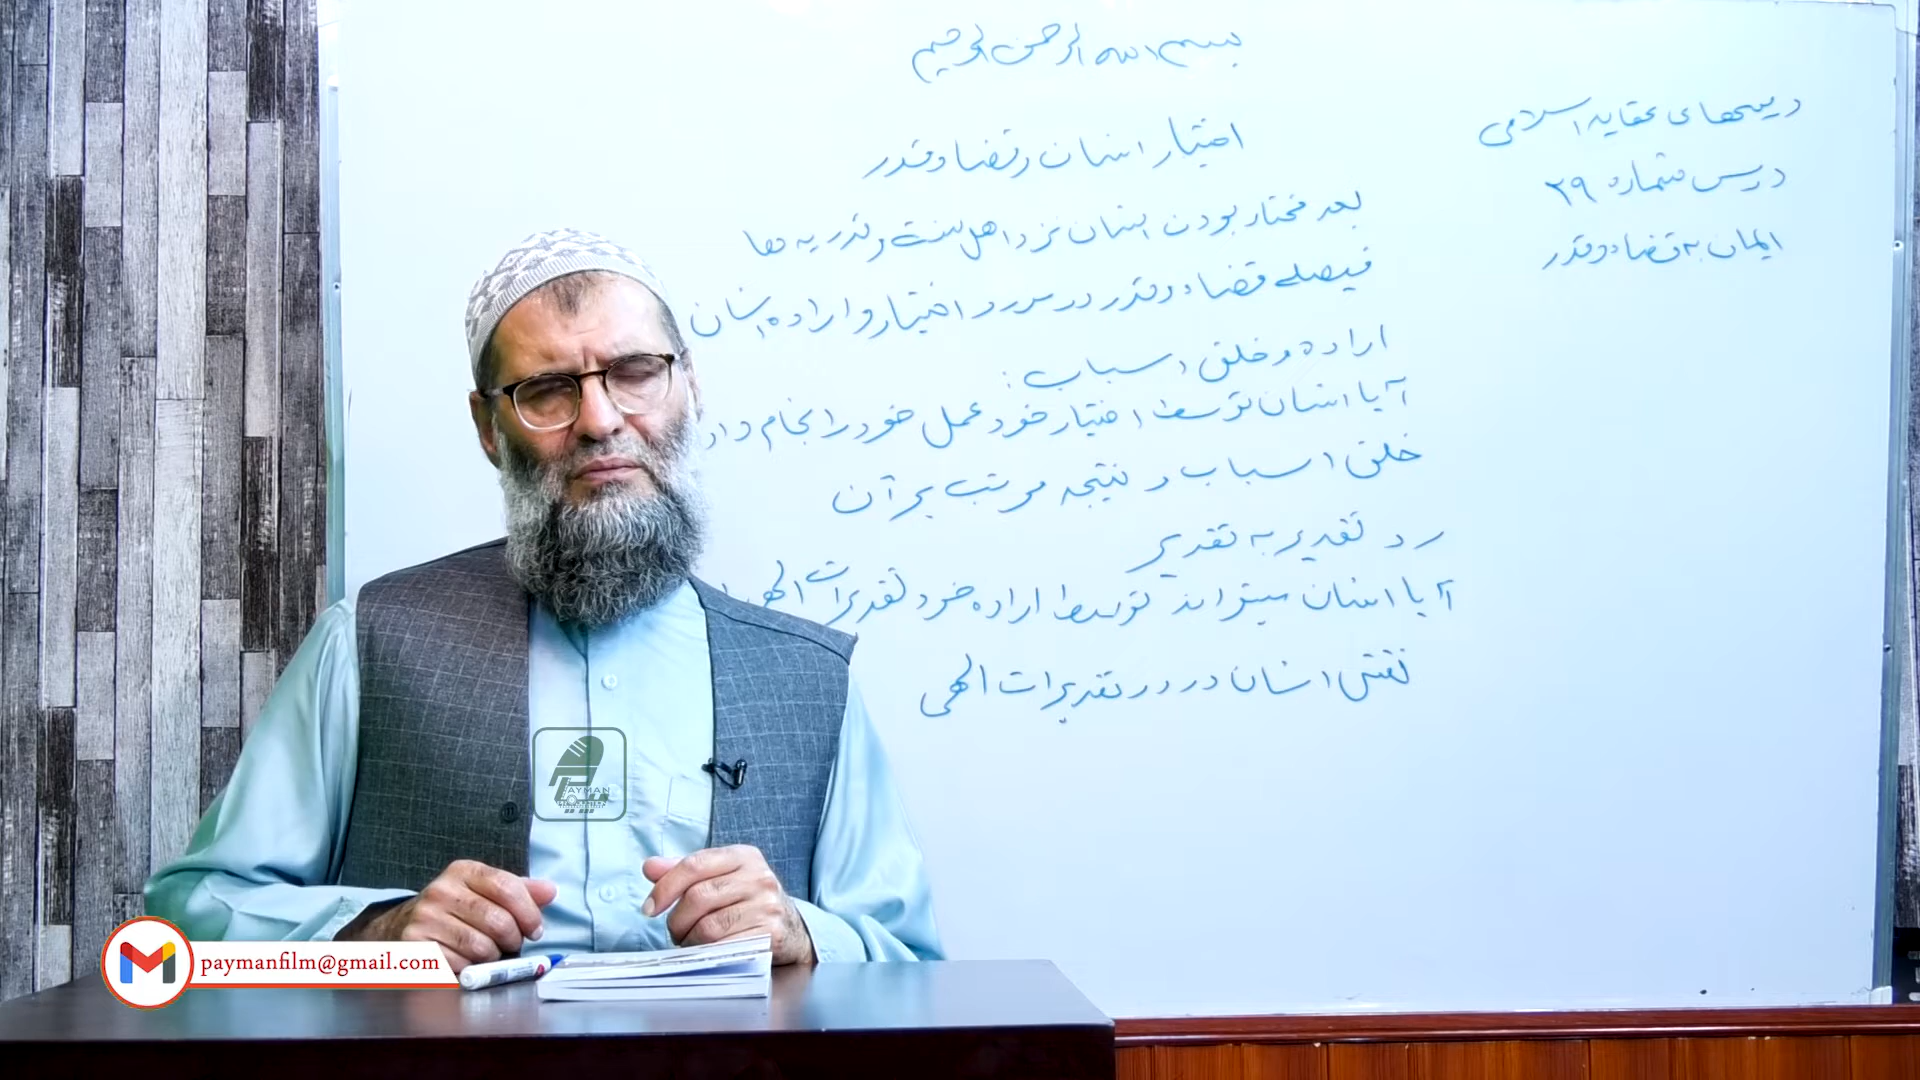 بسم الله الرحمن الرحیم
درسهای عقاید اسلامی
درس شماره ۲۹
ایمان به قضاء و قدر
اختیار انسان و قضا و قدر
بعد مختار بودن انسان نزد اهل سنت و قدریه ها
فیصله قضاء و قدر در مورد اختیار و اراده انسان
اراده و خلق اسباب:
آیا انسان توسط اختیار خود عمل خود را انجام داد
خلق اسباب و نتیجه مرتب بر آن
رد تقدیر به تقدیر
آیا انسان میتواند توسط اراده خود تقدیرات الهی
نقش انسان در رد تقدیرات الهی
PAYMAN
paymanfilm@gmail.com